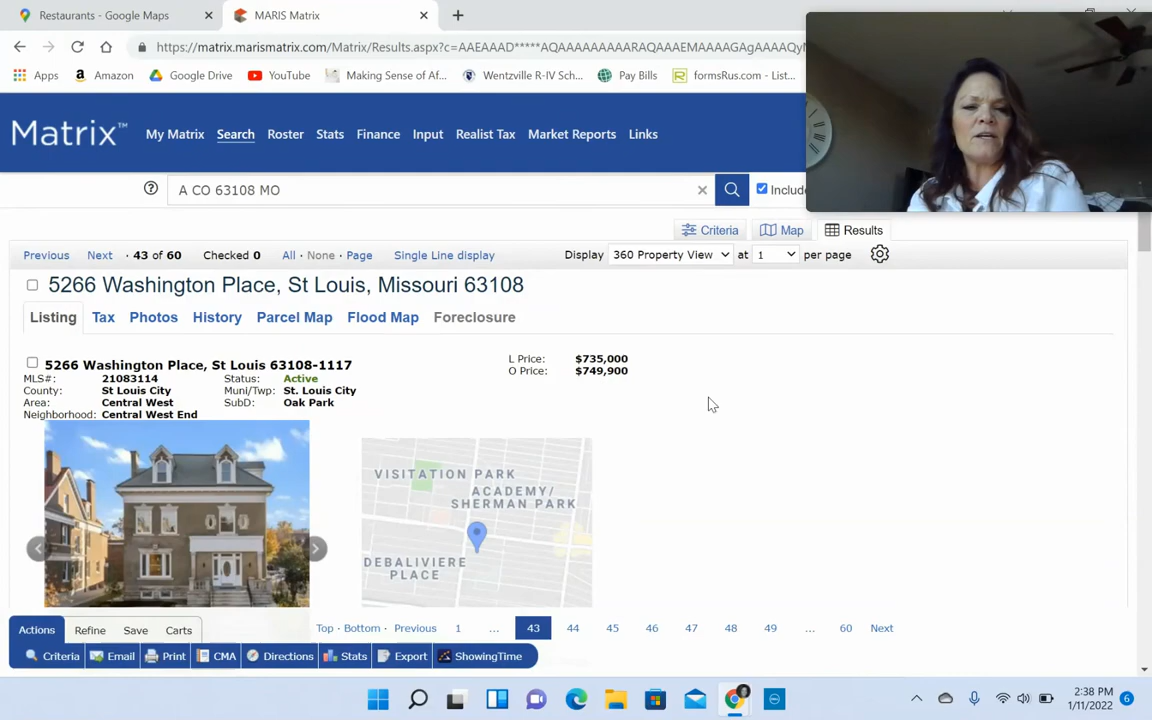 Restaurants - Google Maps
MARIS Matrix
https://matrix.marismatrix.com/Matrix/Results.aspx?c=AAEAAAD*****AQAAAAAAAAARAQAAAEMAAAAGAgAAAAQyN
Apps Amazon Google Drive YouTube Making Sense of Af... Wentzville R-IV Sch... Pay Bills formsRus.com - List...
Matrix™ My Matrix Search Roster Stats Finance Input Realist Tax Market Reports Links
A CO 63108 MO
Criteria Map Results
Previous Next · 43 of 60 Checked 0 All · None · Page Single Line display Display 360 Property View at 1 per page
5266 Washington Place, St Louis, Missouri 63108
Listing Tax Photos History Parcel Map Flood Map Foreclosure
5266 Washington Place, St Louis 63108-1117
L Price: $735,000
O Price: $749,900
MLS#: 21083114 Status: Active
County: St Louis City Muni/Twp: St. Louis City
Area: Central West SubD: Oak Park
Neighborhood: Central West End
VISITATION PARK
ACADEMY/
SHERMAN PARK
DEBALIVIERE
PLACE
Actions Refine Save Carts
Top · Bottom · Previous 1 ... 43 44 45 46 47 48 49 ... 60 Next
Criteria Email Print CMA Directions Stats Export ShowingTime
2:38 PM
1/11/2022
6